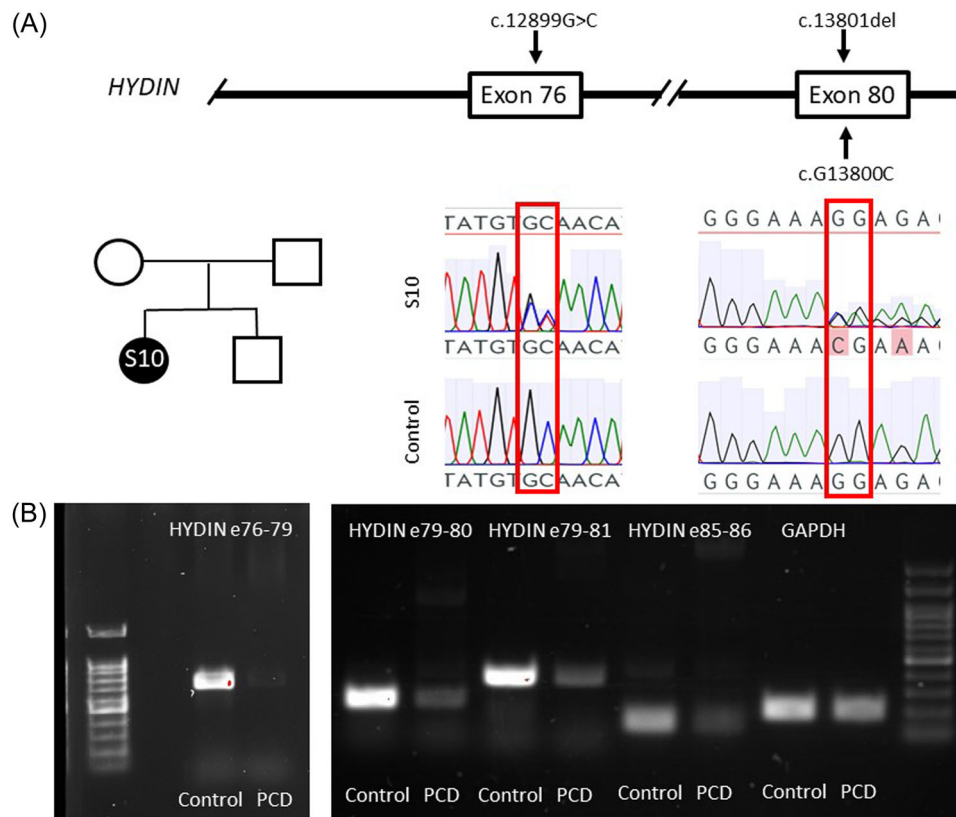 (A)
c.12899G>C c.13801del
HYDIN Exon 76 Exon 80
c.G13800C
TATGTGCAACA GGGAAAGGAGA
S10
S10
TATGTGCAACA GGGAAACGAAA
Control
TATGTGCAACA GGGAAAGGAGA
(B)
HYDIN e76-79 HYDIN e79-80 HYDIN e79-81 HYDIN e85-86 GAPDH
Control PCD Control PCD Control PCD Control PCD Control PCD